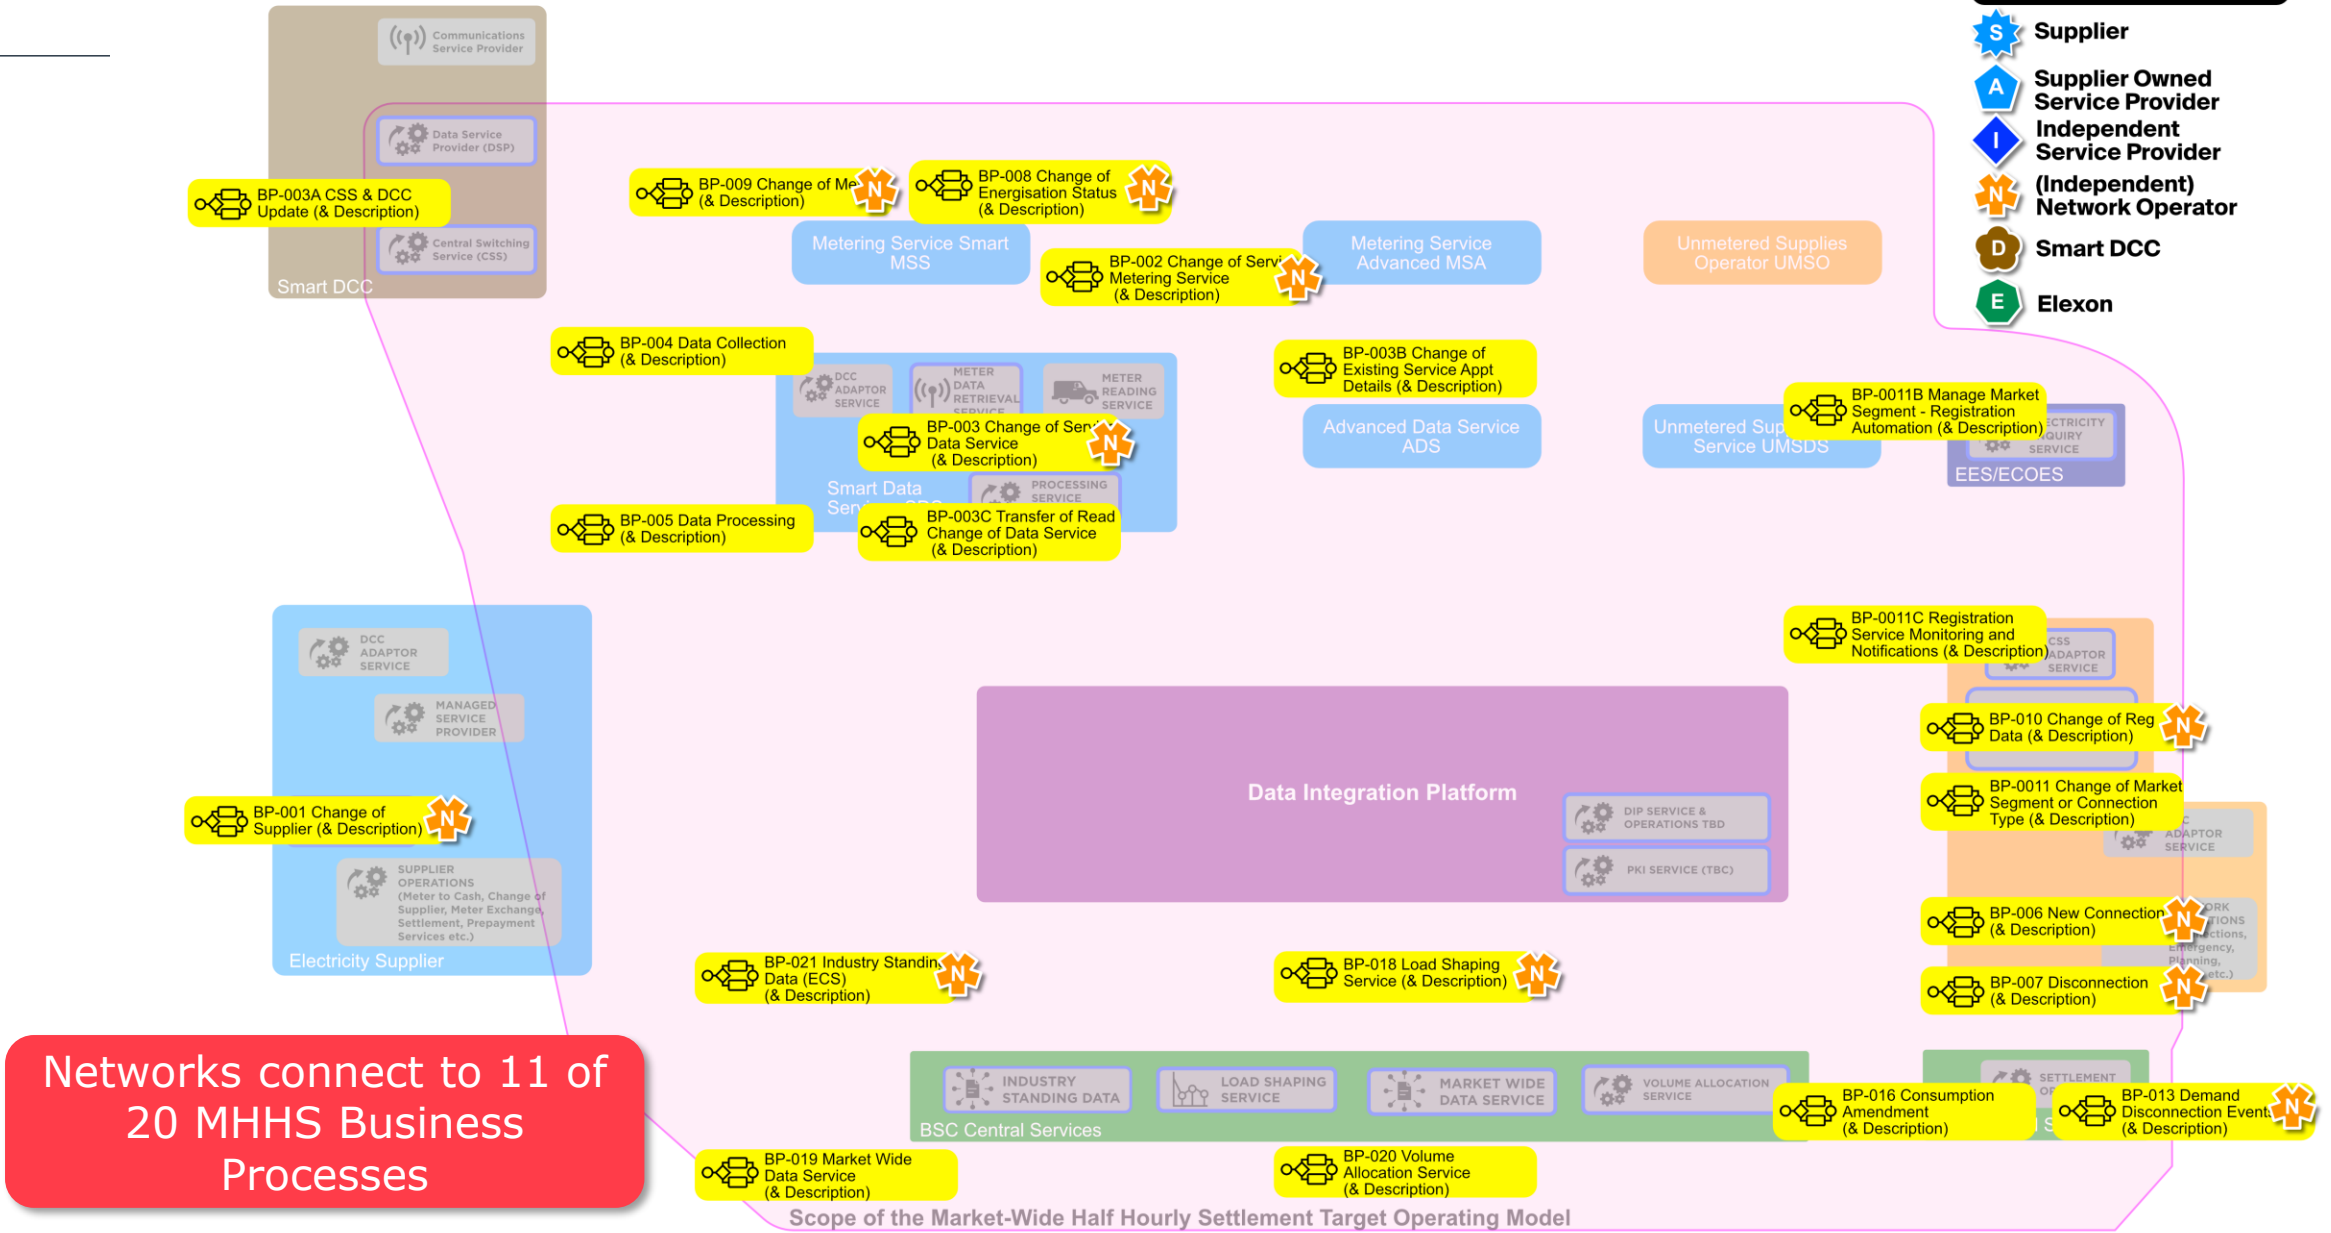 Communications
Service Provider
Data Service
Provider (DSP)
BP-003A CSS & DCC
Update (& Description)
Central Switching
Service (CSS)
Smart DCC
S
Supplier
A
Supplier Owned
Service Provider
I
Independent
Service Provider
N
(Independent)
Network Operator
D
Smart DCC
E
Elexon
BP-009 Change of Me
(& Description)
N
BP-008 Change of
Energisation Status
(& Description)
N
Metering Service Smart
MSS
BP-002 Change of Servi
Metering Service
(& Description)
N
Metering Service
Advanced MSA
Unmetered Supplies
Operator UMSO
BP-004 Data Collection
(& Description)
DCC
ADAPTOR
SERVICE
METER
DATA
RETRIEVAL
SERVICE
METER
READING
SERVICE
BP-003 Change of Serv
Data Service
(& Description)
N
Smart Data
PROCESSING
SERVICE
BP-005 Data Processing
(& Description)
BP-003C Transfer of Read
Change of Data Service
(& Description)
BP-003B Change of
Existing Service Appt
Details (& Description)
Advanced Data Service
ADS
Unmetered Sup
Service UMSDS
BP-0011B Manage Market
Segment - Registration
Automation (& Description)
SERVICE
EES/ECOES
DCC
ADAPTOR
SERVICE
MANAGED
SERVICE
PROVIDER
BP-001 Change of
Supplier (& Description)
N
SUPPLIER
OPERATIONS
(Meter to Cash, Change of
Supplier, Meter Exchange,
Settlement, Prepayment
Services etc.)
Electricity Supplier
Data Integration Platform
DIP SERVICE &
OPERATIONS TBD
PKI SERVICE (TBC)
BP-0011C Registration
Service Monitoring and
Notifications (& Description)
CSS
ADAPTOR
SERVICE
BP-010 Change of Reg
Data (& Description)
N
BP-0011 Change of Market
Segment or Connection
Type (& Description)
ADAPTOR
SERVICE
BP-006 New Connection
(& Description)
N
Emergency,
Planning,
etc.)
BP-007 Disconnection
(& Description)
N
BP-021 Industry Standin
Data (ECS)
(& Description)
N
BP-018 Load Shaping
Service (& Description)
N
Networks connect to 11 of
20 MHHS Business
Processes
INDUSTRY
STANDING DATA
LOAD SHAPING
SERVICE
MARKET WIDE
DATA SERVICE
VOLUME ALLOCATION
SERVICE
BSC Central Services
SETTLEMENT
BP-016 Consumption
Amendment
(& Description)
BP-013 Demand
Disconnection Event
(& Description)
N
BP-019 Market Wide
Data Service
(& Description)
BP-020 Volume
Allocation Service
(& Description)
Scope of the Market-Wide Half Hourly Settlement Target Operating Model